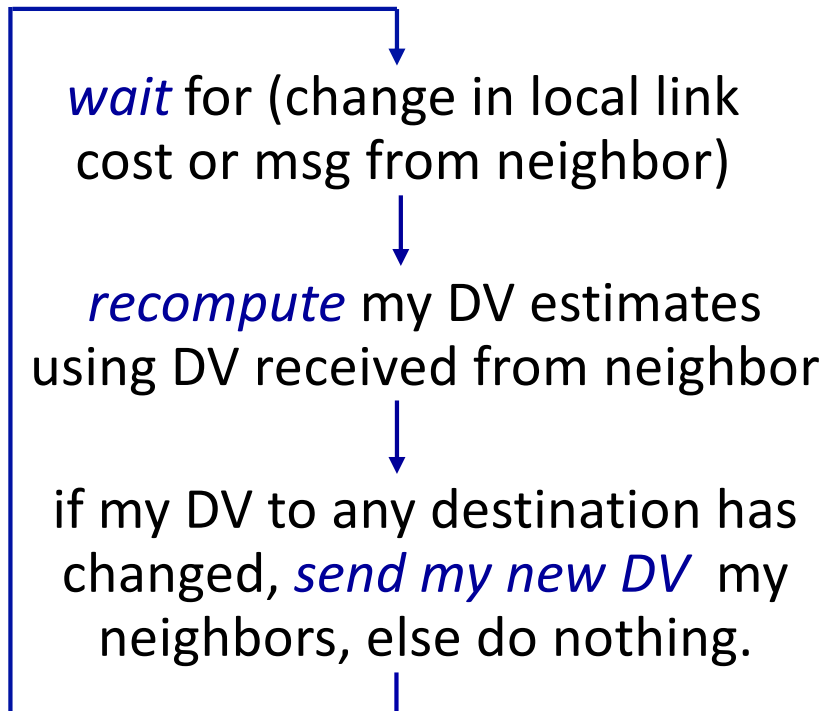 wait for (change in local link
cost or msg from neighbor)
recompute my DV estimates
using DV received from neighbor
if my DV to any destination has
changed, send my new DV my
neighbors, else do nothing.